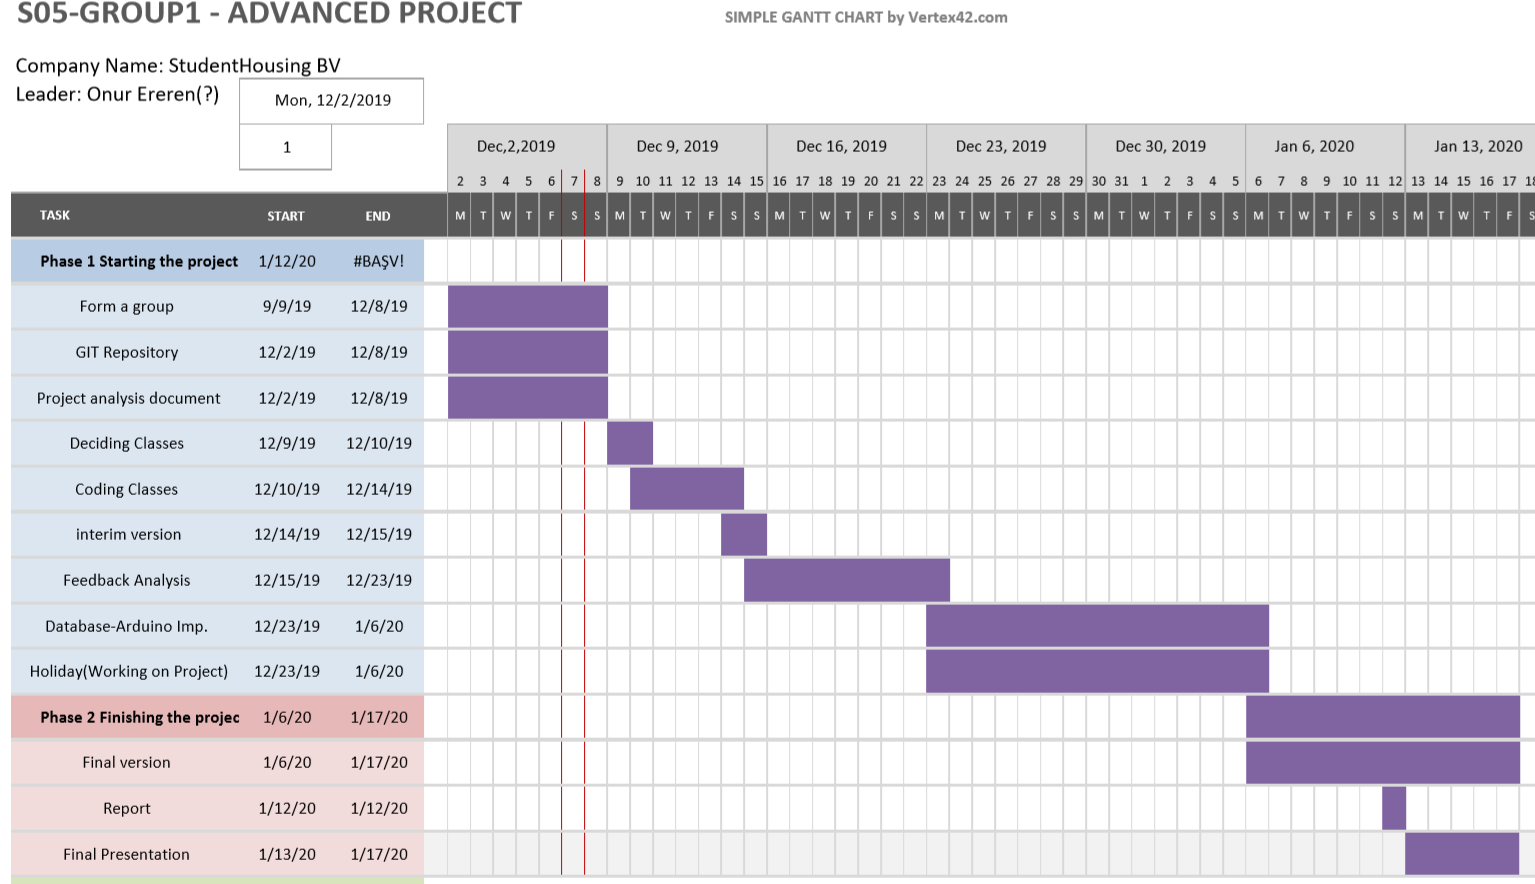 S05-GROUP1 - ADVANCED PROJECT
SIMPLE GANTT CHART by Vertex42.com
Company Name: StudentHousing BV
Leader: Onur Ereren(?)
Mon, 12/2/2019
1
Dec,2,2019 Dec 9, 2019 Dec 16, 2019 Dec 23, 2019 Dec 30, 2019 Jan 6, 2020 Jan 13, 2020
2 3 4 5 6 7 8 9 10 11 12 13 14 15 16 17 18 19 20 21 22 23 24 25 26 27 28 29 30 31 1 2 3 4 5 6 7 8 9 10 11 12 13 14 15 16 17 18
TASK START END M T W T F S S M T W T F S S M T W T F S S M T W T F S S M T W T F S S M T W T F S S M T W T F S
Phase 1 Starting the project 1/12/20 #BAŞV!
Form a group 9/9/19 12/8/19
GIT Repository 12/2/19 12/8/19
Project analysis document 12/2/19 12/8/19
Deciding Classes 12/9/19 12/10/19
Coding Classes 12/10/19 12/14/19
interim version 12/14/19 12/15/19
Feedback Analysis 12/15/19 12/23/19
Database-Arduino Imp. 12/23/19 1/6/20
Holiday(Working on Project) 12/23/19 1/6/20
Phase 2 Finishing the projec 1/6/20 1/17/20
Final version 1/6/20 1/17/20
Report 1/12/20 1/12/20
Final Presentation 1/13/20 1/17/20